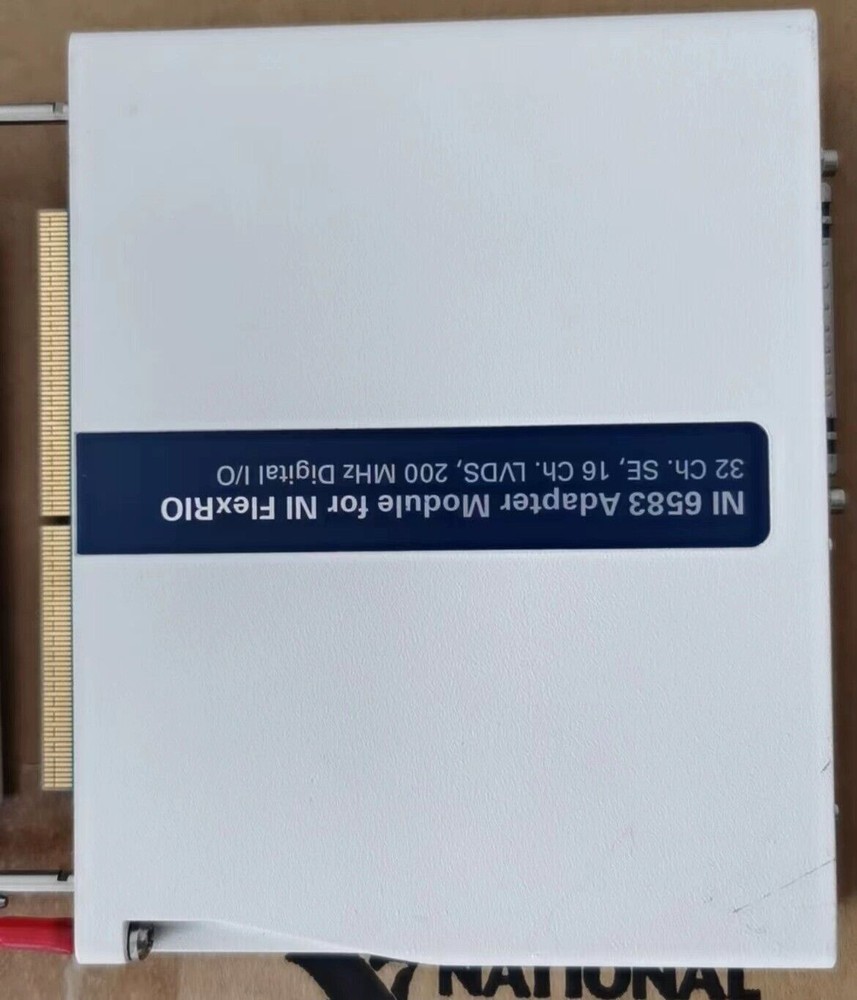 NI 6583 Adapter Module for NI FlexRIO
32 Ch. SE, 16 Ch. LVDS, 200 MHz Digital I/O
NATIONAL